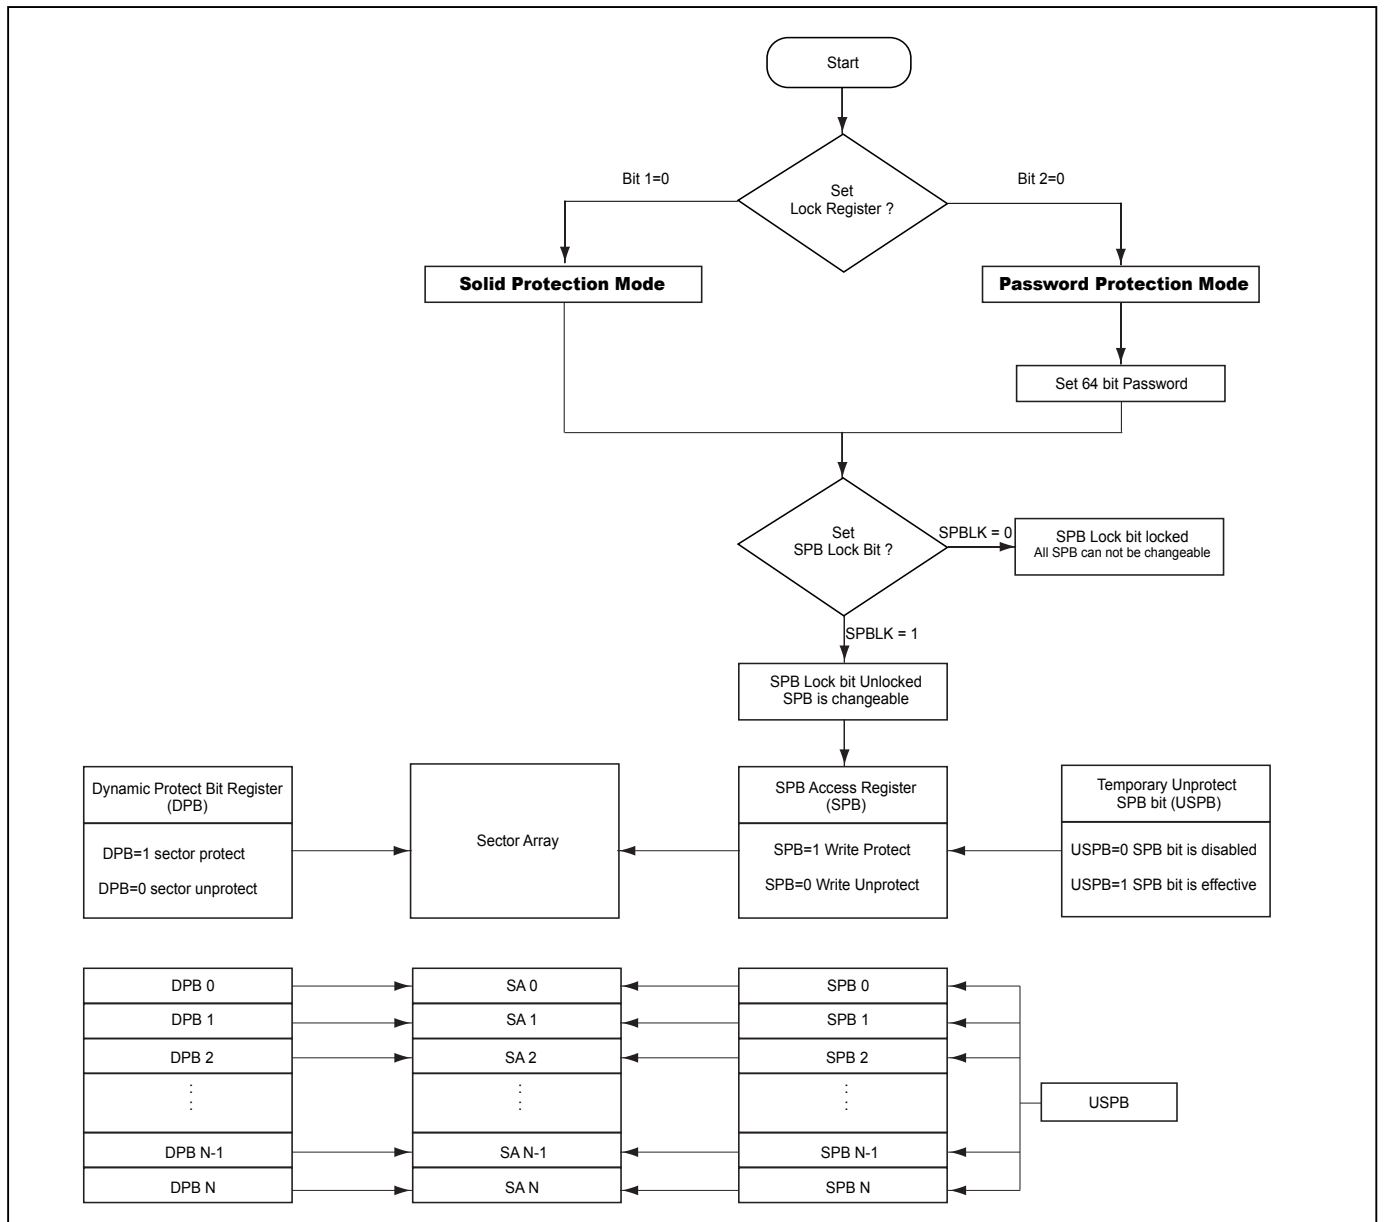 Start
Set
Lock Register ?
Bit 1=0
Bit 2=0
Solid Protection Mode
Password Protection Mode
Set 64 bit Password
Set
SPB Lock Bit ?
SPBLK = 0
SPB Lock bit locked
All SPB can not be changeable
SPBLK = 1
SPB Lock bit Unlocked
SPB is changeable
Dynamic Protect Bit Register
(DPB)
DPB=1 sector protect
DPB=0 sector unprotect
Sector Array
SPB Access Register
(SPB)
SPB=1 Write Protect
SPB=0 Write Unprotect
Temporary Unprotect
SPB bit (USPB)
USPB=0 SPB bit is disabled
USPB=1 SPB bit is effective
DPB 0
SA 0
SPB 0
DPB 1
SA 1
SPB 1
DPB 2
SA 2
SPB 2
USPB
DPB N-1
SA N-1
SPB N-1
DPB N
SA N
SPB N